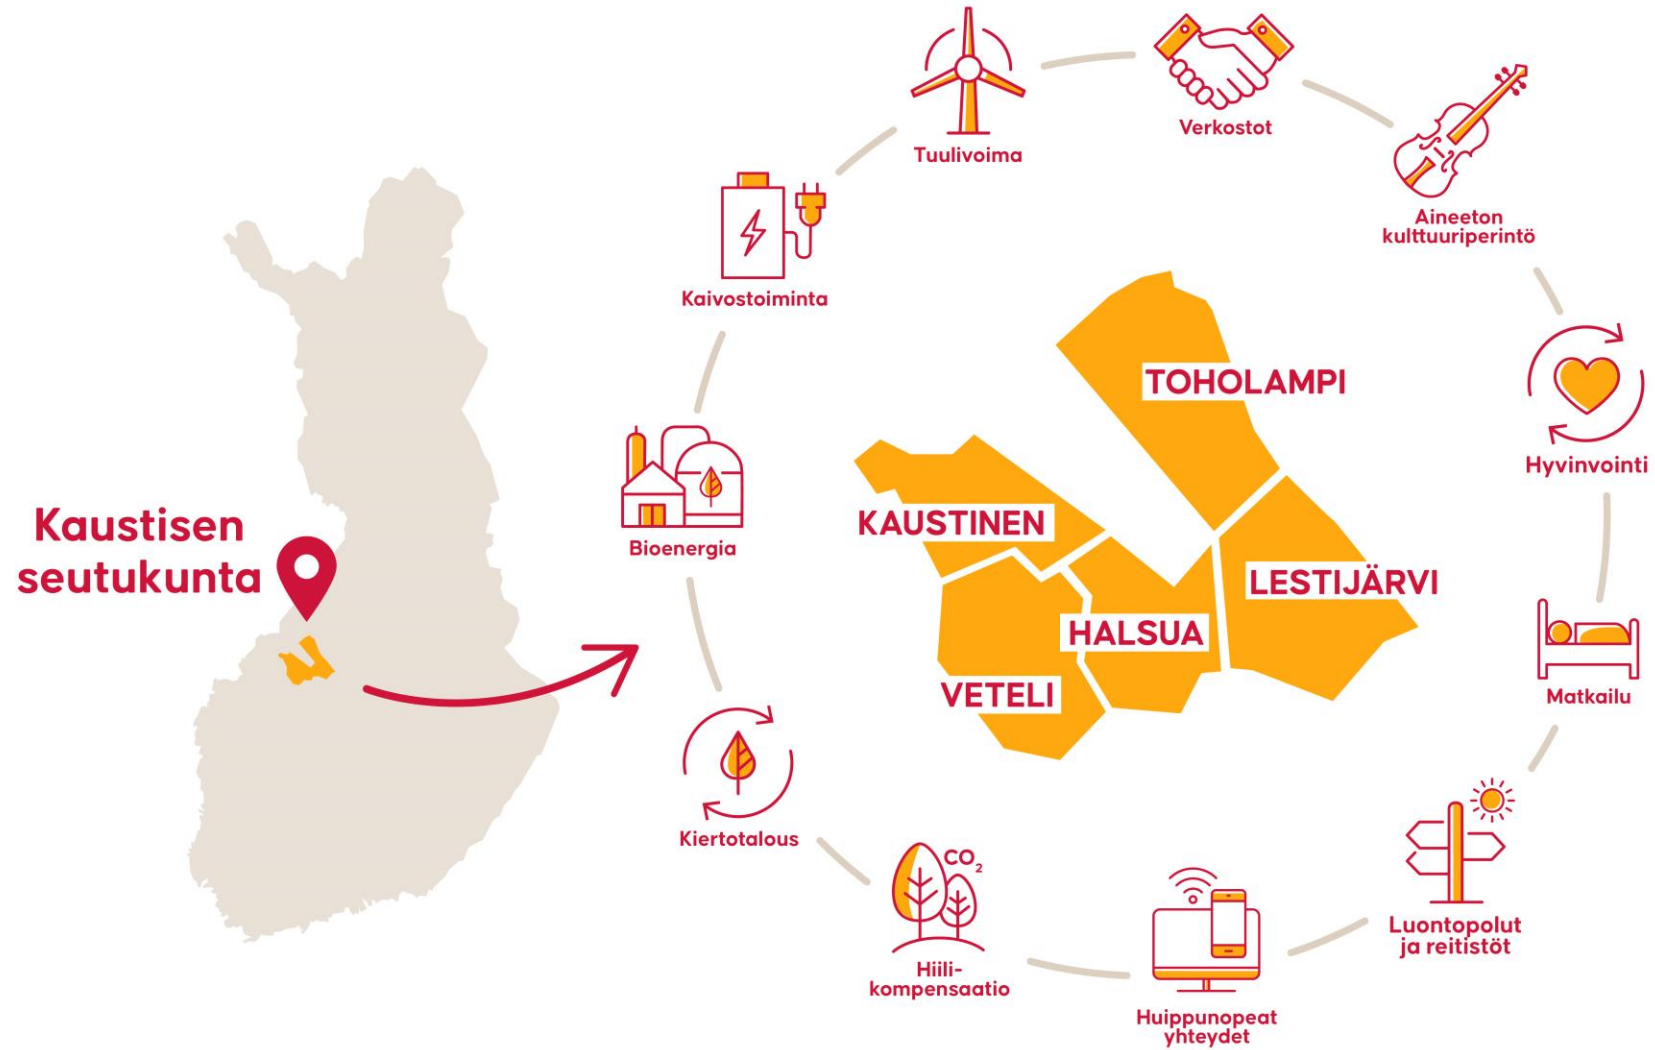 Kaustisen
seutukunta
Tuulivoima
Verkostot
Aineeton
kulttuuriperintö
Hyvinvointi
Matkailu
Luontopolut
ja reitistöt
Huippunopeat
yhteydet
CO₂
Hiili-
kompensaatio
Kiertotalous
Bioenergia
Kaivostoiminta
TOHOLAMPI
KAUSTINEN
LESTIJÄRVI
HALSUA
VETELI